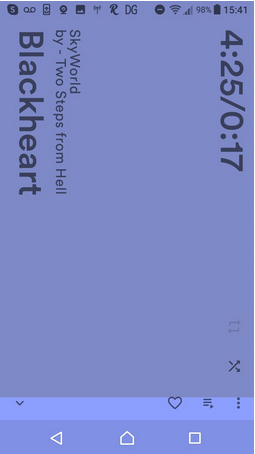 DG
98%
15:41
4:25/0:17
SkyWorld
by - Two Steps from Hell
Blackheart